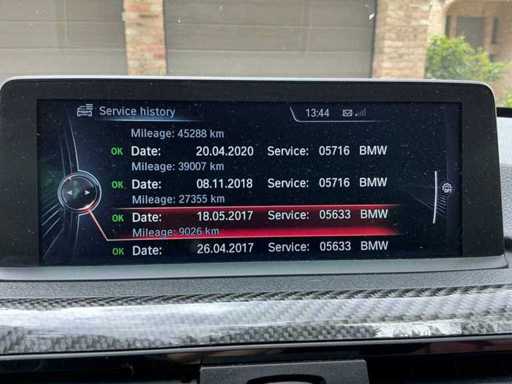 Service history 13:44
Mileage: 45288 km
OK Date: 20.04.2020 Service: 05716 BMW
Mileage: 39007 km
OK Date: 08.11.2018 Service: 05716 BMW
Mileage: 27355 km
OK Date: 18.05.2017 Service: 05633 BMW
Mileage: 9026 km
OK Date: 26.04.2017 Service: 05633 BMW